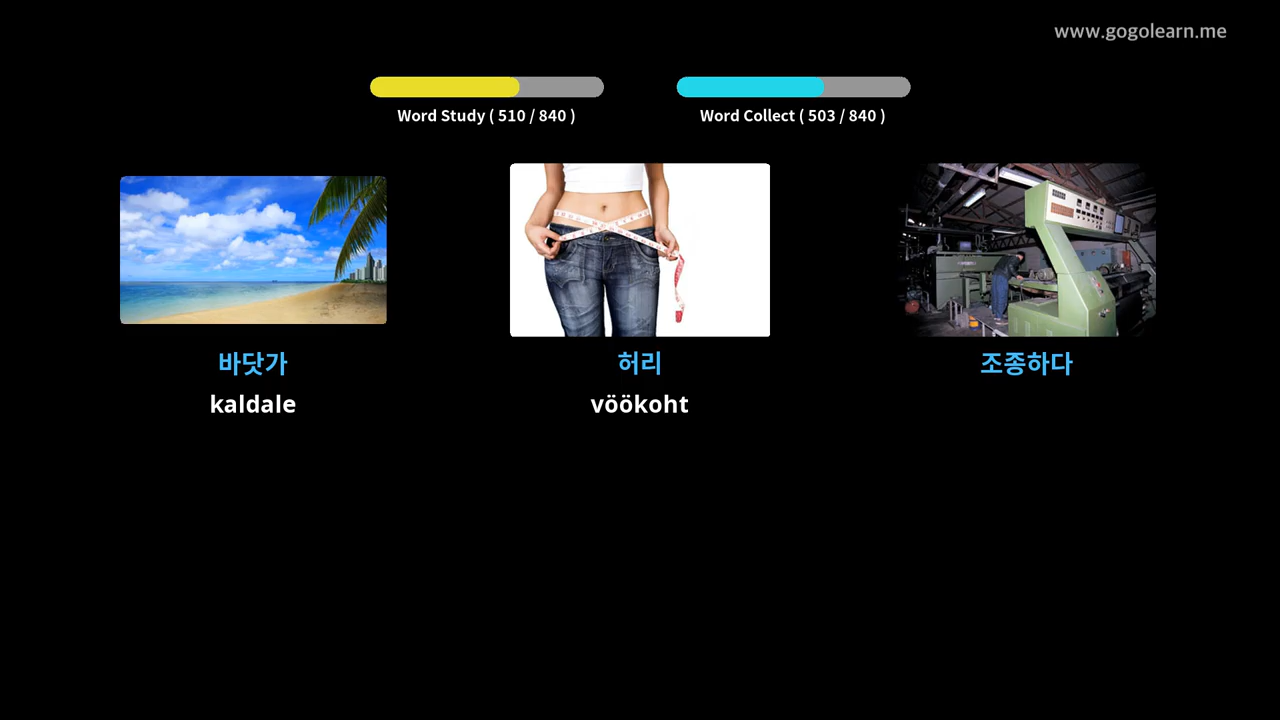 www.gogolearn.me
Word Study ( 510 / 840 )
Word Collect ( 503 / 840 )
바닷가
허리
조종하다
kaldale
vöökoht